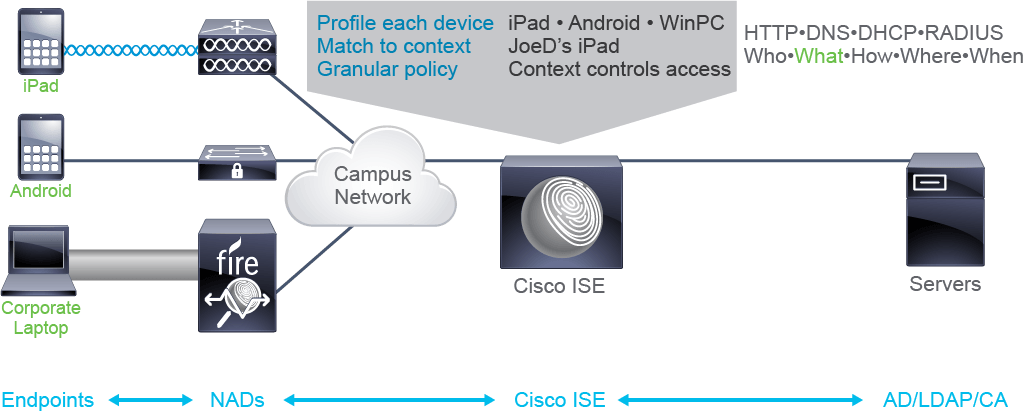 Profile each device iPad • Android • WinPC
Match to context JoeD's iPad
Granular policy Context controls access
HTTP•DNS•DHCP•RADIUS
Who•What•How•Where•When
iPad
Android
Campus
Network
fire
Corporate
Laptop
Cisco ISE
Servers
Endpoints NADs Cisco ISE AD/LDAP/CA